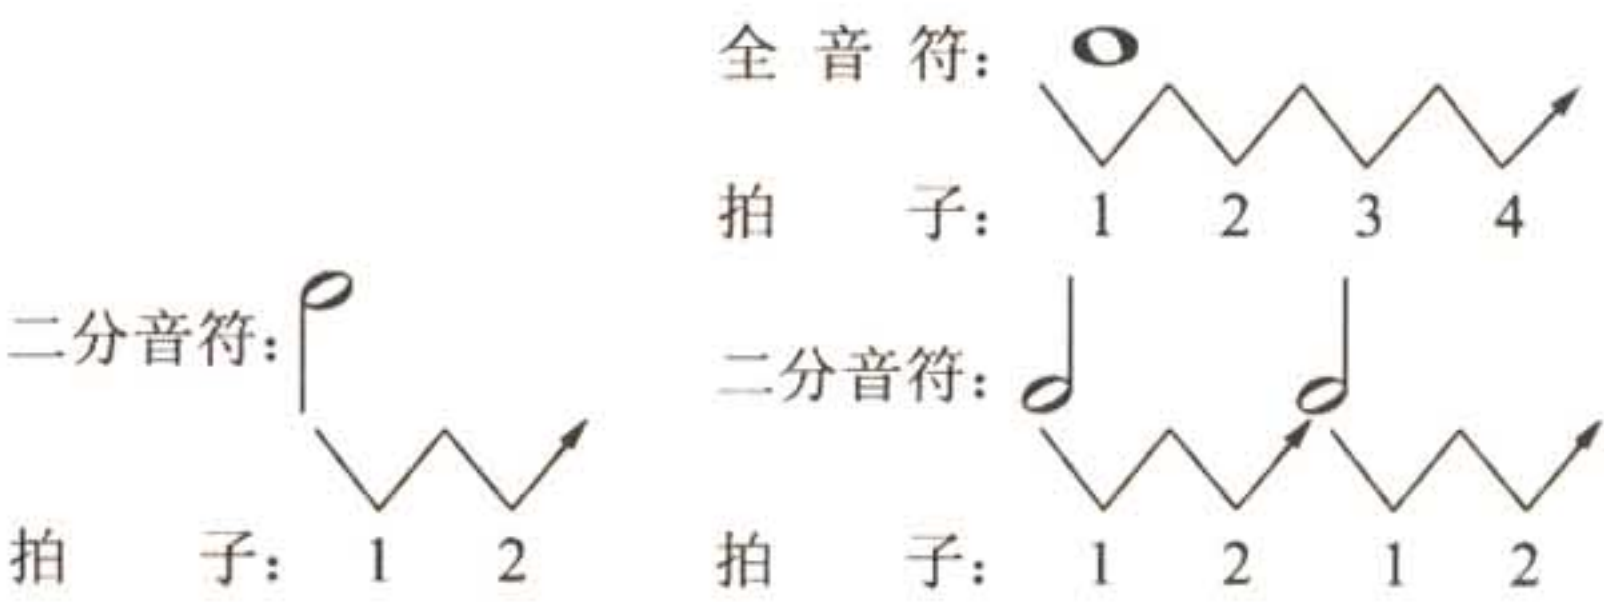 全 音 符：
拍 子： 1 2 3 4
二分音符：
拍 子： 1 2
二分音符：
拍 子： 1 2 1 2